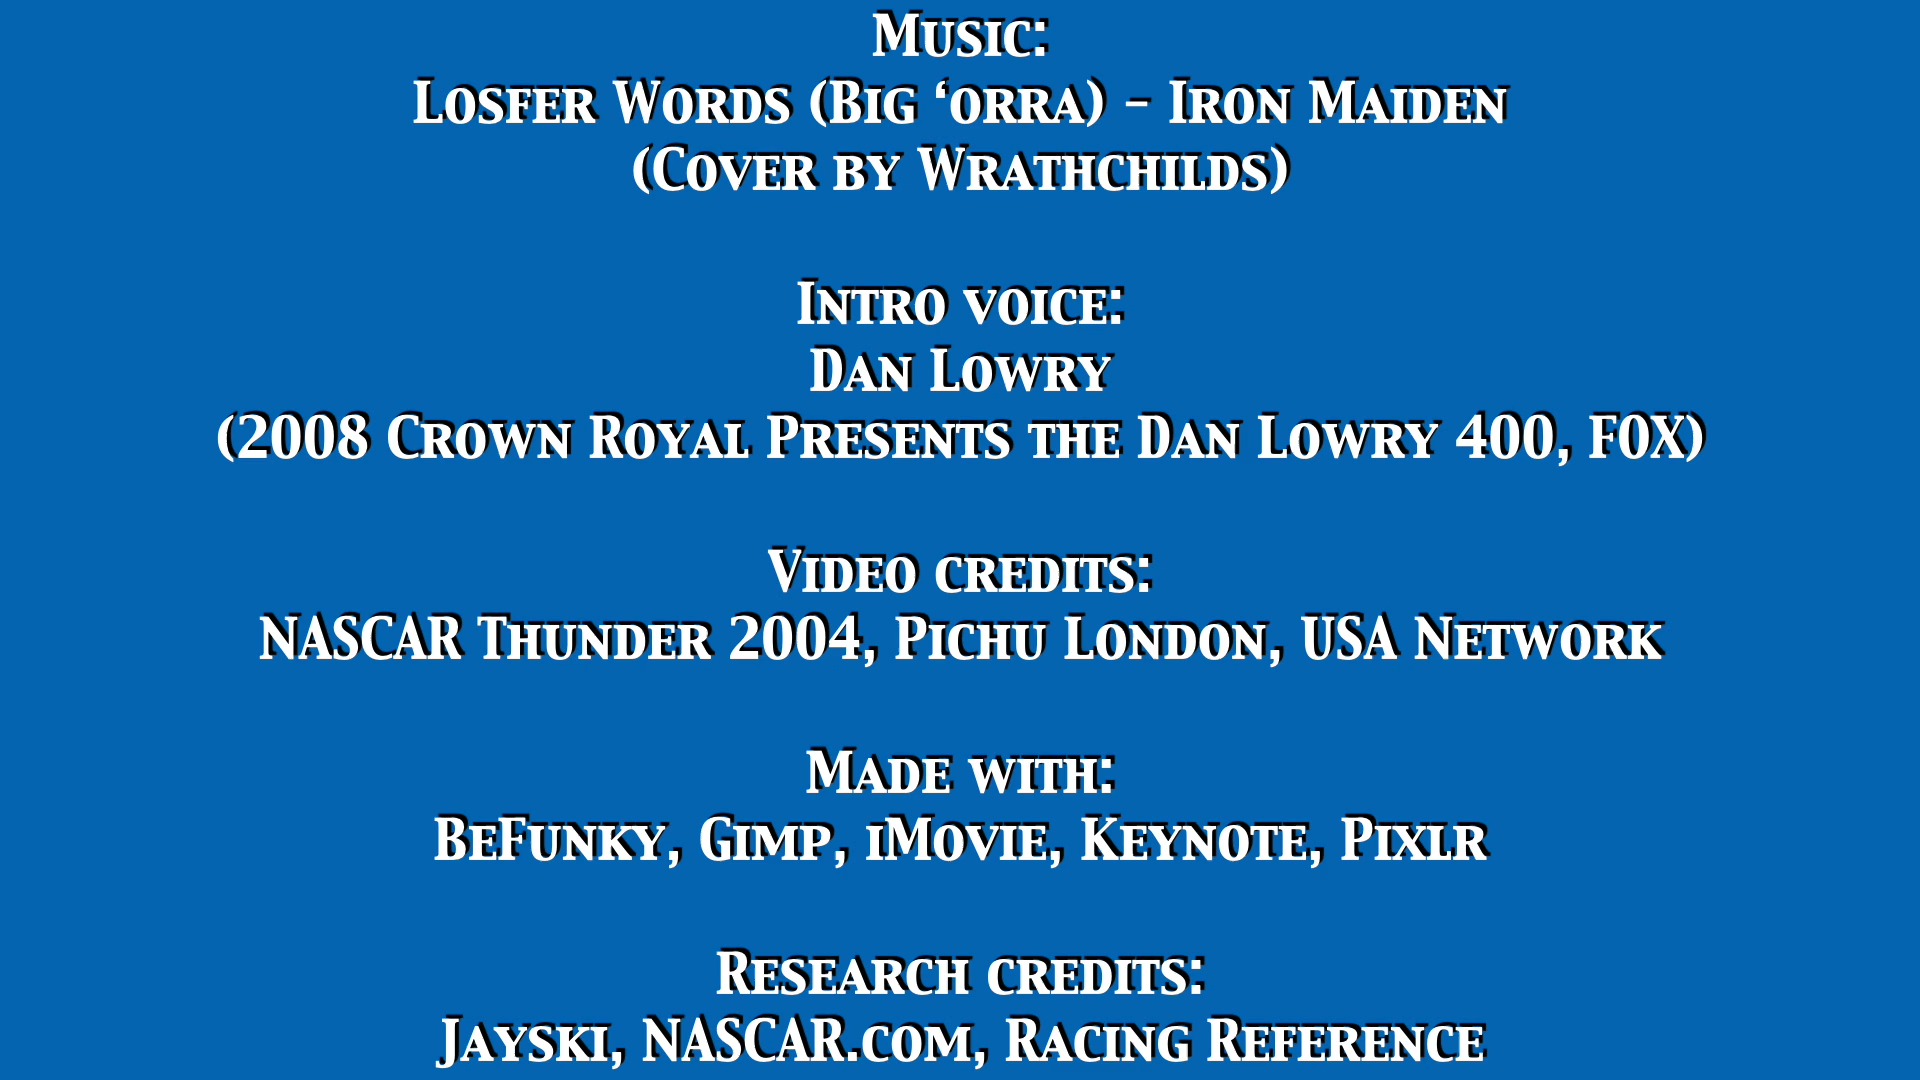 Music:
Losfer Words (Big ‘orra) – Iron Maiden
(Cover by Wrathchilds)
Intro voice:
Dan Lowry
(2008 Crown Royal Presents the Dan Lowry 400, FOX)
Video credits:
NASCAR Thunder 2004, Pichu London, USA Network
Made with:
BeFunky, Gimp, iMovie, Keynote, Pixlr
Research credits:
Jayski, NASCAR.com, Racing Reference